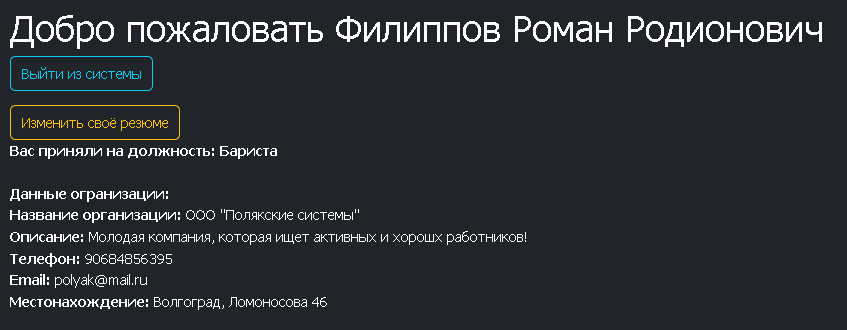 Добро пожаловать Филиппов Роман Родионович
Выйти из системы
Изменить своё резюме
Вас приняли на должность: Бариста
Данные огранизации:
Название организации: ООО "Полякские системы"
Описание: Молодая компания, которая ищет активных и хорошх работников!
Телефон: 90684856395
Email: polyak@mail.ru
Местонахождение: Волгоград, Ломоносова 46